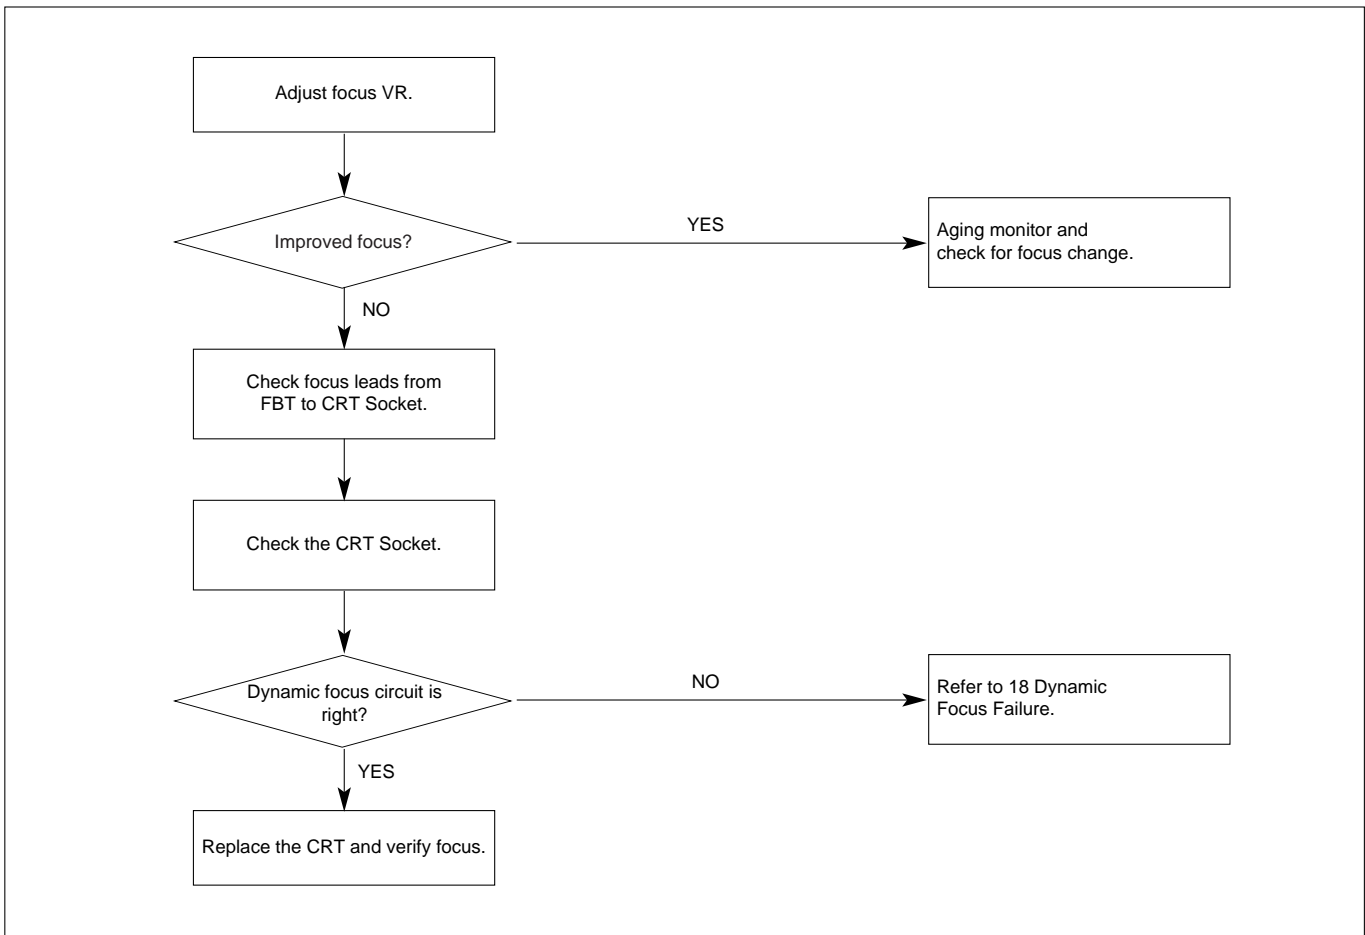 Adjust focus VR.
Improved focus?
YES
Aging monitor and
check for focus change.
NO
Check focus leads from
FBT to CRT Socket.
Check the CRT Socket.
Dynamic focus circuit is
right?
NO
Refer to 18 Dynamic
Focus Failure.
YES
Replace the CRT and verify focus.